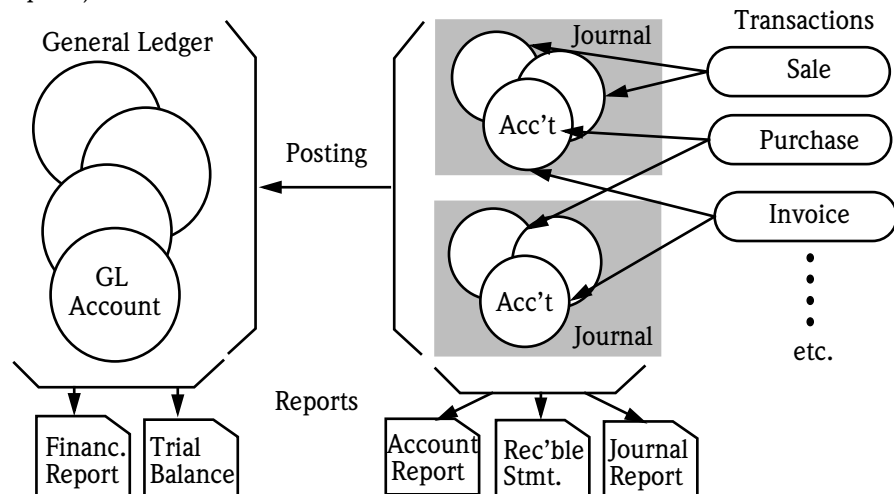 General Ledger
Journal
Transactions
Sale
Acc't
Purchase
Posting
Invoice
GL
Account
Acc't
Journal
etc.
Reports
Financ.
Report
Trial
Balance
Account
Report
Rec'ble
Stmt.
Journal
Report